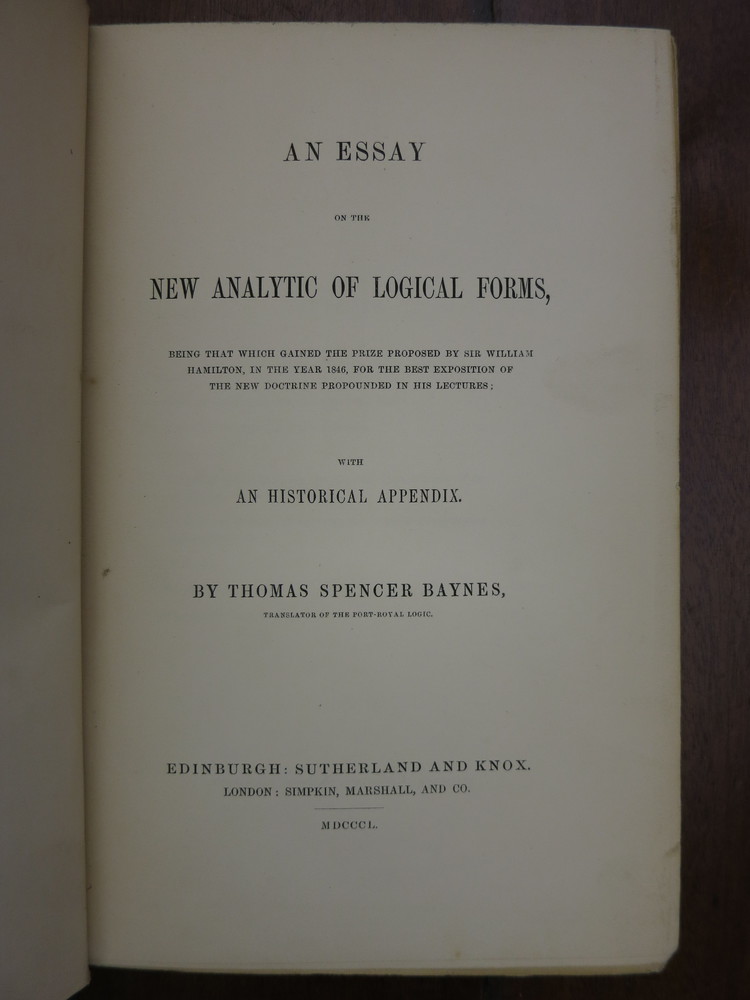 AN ESSAY
ON THE
NEW ANALYTIC OF LOGICAL FORMS,
BEING THAT WHICH GAINED THE PRIZE PROPOSED BY SIR WILLIAM
HAMILTON, IN THE YEAR 1846, FOR THE BEST EXPOSITION OF
THE NEW DOCTRINE PROPOUNDED IN HIS LECTURES;
WITH
AN HISTORICAL APPENDIX.
BY THOMAS SPENCER BAYNES,
TRANSLATOR OF THE PORT-ROYAL LOGIC.
EDINBURGH: SUTHERLAND AND KNOX.
LONDON: SIMPKIN, MARSHALL, AND CO.
MDCCCL.